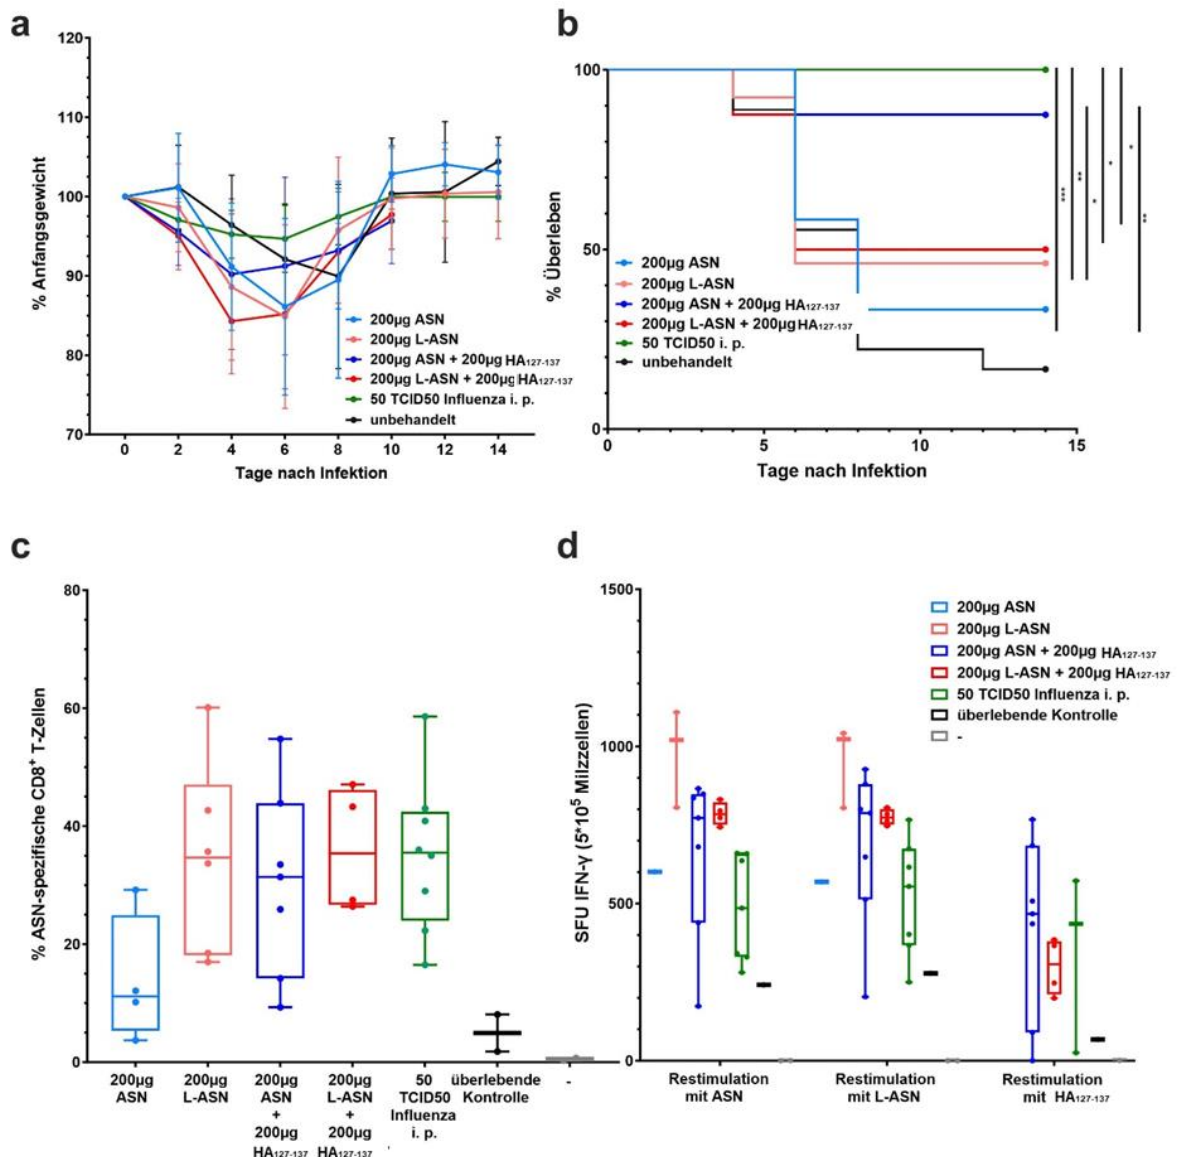 a
120
110
100
90
80
70
% Anfangsgewicht
0 2 4 6 8 10 12 14
Tage nach Infektion
200µg ASN
200µg L-ASN
200µg ASN + 200µg HA127-137
200µg L-ASN + 200µg HA127-137
50 TCID50 Influenza i. p.
unbehandelt
b
100
50
0
% Überleben
0 5 10 15
Tage nach Infektion
200µg ASN
200µg L-ASN
200µg ASN + 200µg HA127-137
200µg L-ASN + 200µg HA127-137
50 TCID50 i. p.
unbehandelt
***
**
*
*
*
**
c
80
60
40
20
0
% ASN-spezifische CD8+ T-Zellen
200µg
ASN
200µg
L-ASN
200µg
ASN
+
200µg
HA127-137
200µg
L-ASN
+
200µg
HA127-137
50
TCID50
Influenza
i. p.
überlebende
Kontrolle
-
d
1500
1000
500
0
SFU IFN-γ (5*10⁵ Milzzellen)
200µg ASN
200µg L-ASN
200µg ASN + 200µg HA127-137
200µg L-ASN + 200µg HA127-137
50 TCID50 Influenza i. p.
überlebende Kontrolle
-
Restimulation
mit ASN
Restimulation
mit L-ASN
Restimulation
mit HA127-137